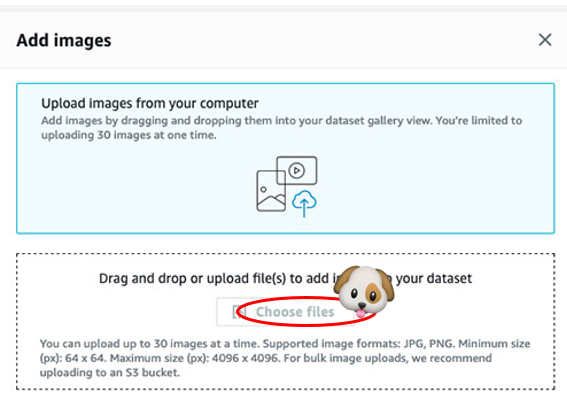 Add images
Upload images from your computer
Add images by dragging and dropping them into your dataset gallery view. You're limited to
uploading 30 images at one time.
Drag and drop or upload file(s) to add your dataset
Choose files
You can upload up to 30 images at a time. Supported image formats: JPG, PNG. Minimum size
(px): 64 x 64. Maximum size (px): 4096 x 4096. For bulk image uploads, we recommend
uploading to an S3 bucket.